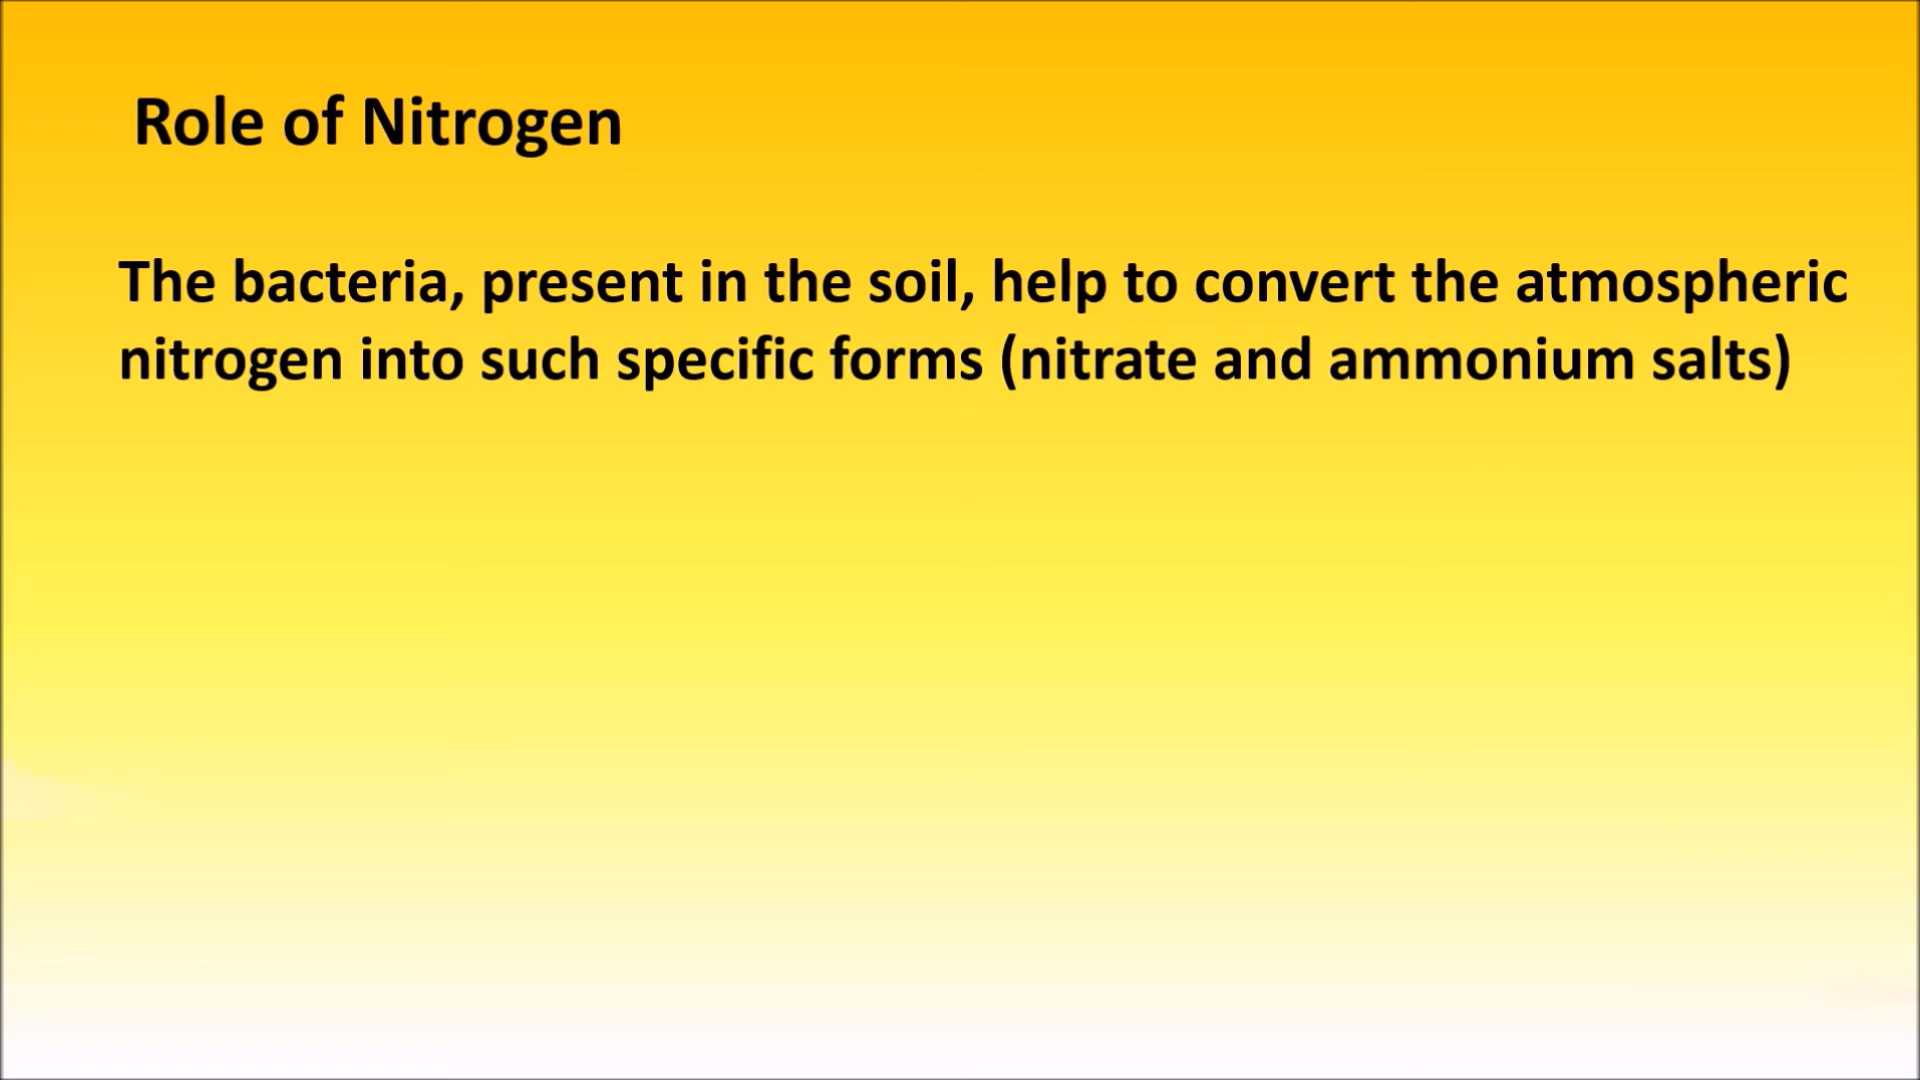 Role of Nitrogen
The bacteria, present in the soil, help to convert the atmospheric
nitrogen into such specific forms (nitrate and ammonium salts)